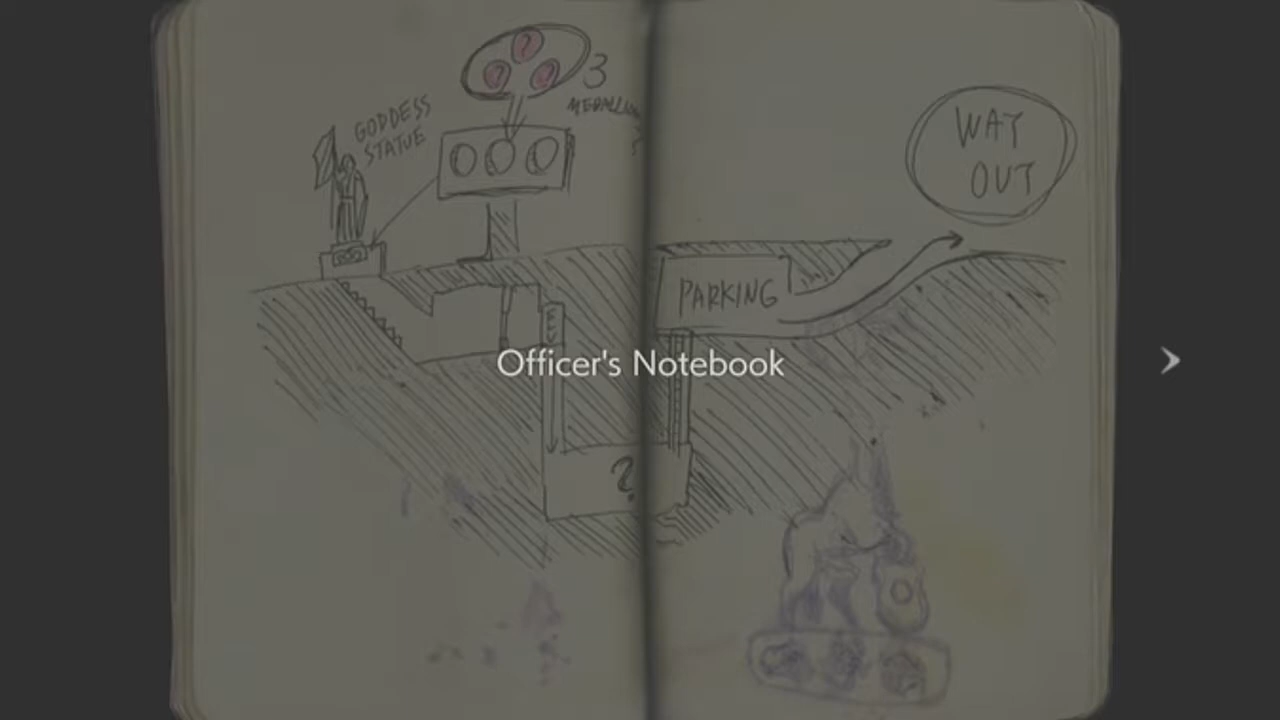 3
GODDESS
STATUE
WAY
OUT
PARKING
Officer's Notebook
?